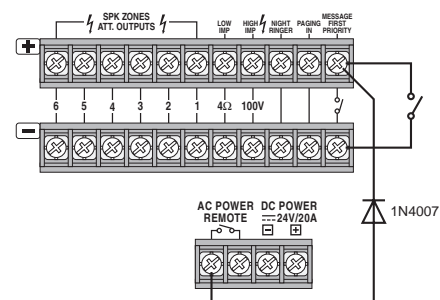 SPK ZONES
ATT. OUTPUTS
LOW
IMP
HIGH
IMP
NIGHT
RINGER
PAGING
IN
MESSAGE
FIRST
PRIORITY
+
6 5 4 3 2 1 4Ω 100V
−
AC POWER
REMOTE
DC POWER
24V/20A
− +
1N4007